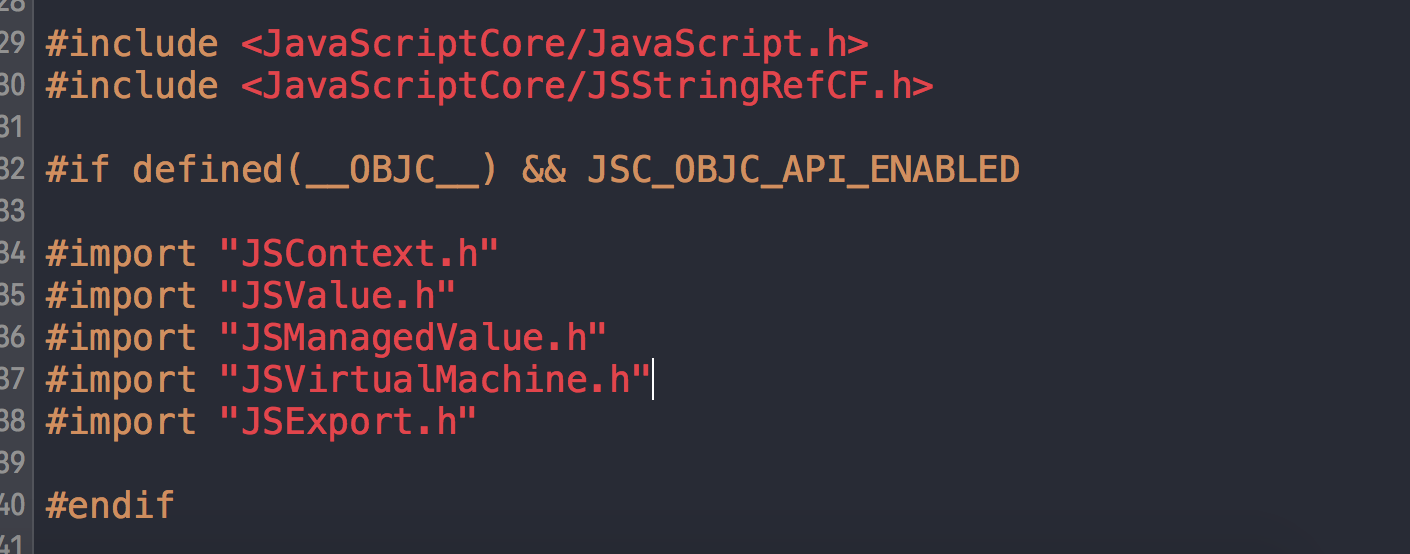 28
29 #include <JavaScriptCore/JavaScript.h>
30 #include <JavaScriptCore/JSStringRefCF.h>
31
32 #if defined(__OBJC__) && JSC_OBJC_API_ENABLED
33
34 #import "JSContext.h"
35 #import "JSValue.h"
36 #import "JSManagedValue.h"
37 #import "JSVirtualMachine.h"
38 #import "JSExport.h"
39
40 #endif
41